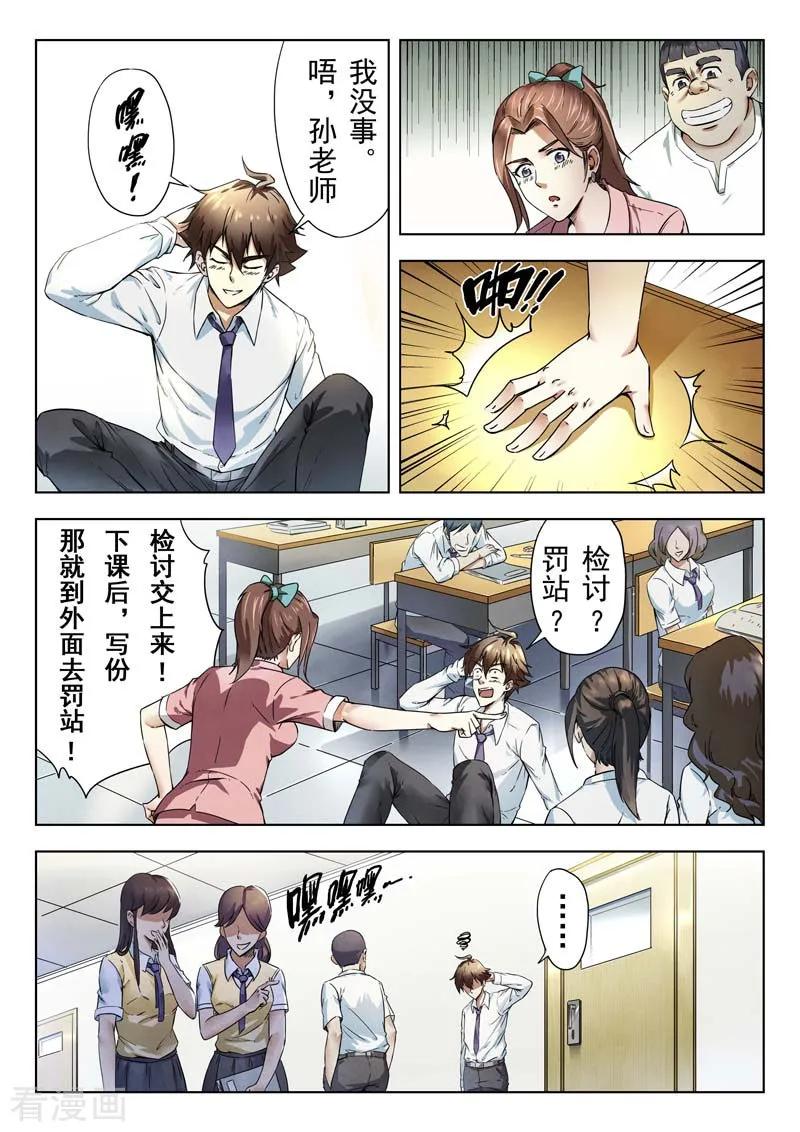 嘿嘿！
唔，孙老师
我没事。
啪!!
那就到外面去罚站！
下课后，写份
检讨交上来！
罚站？
检讨？
嘿嘿嘿~
……
看漫画